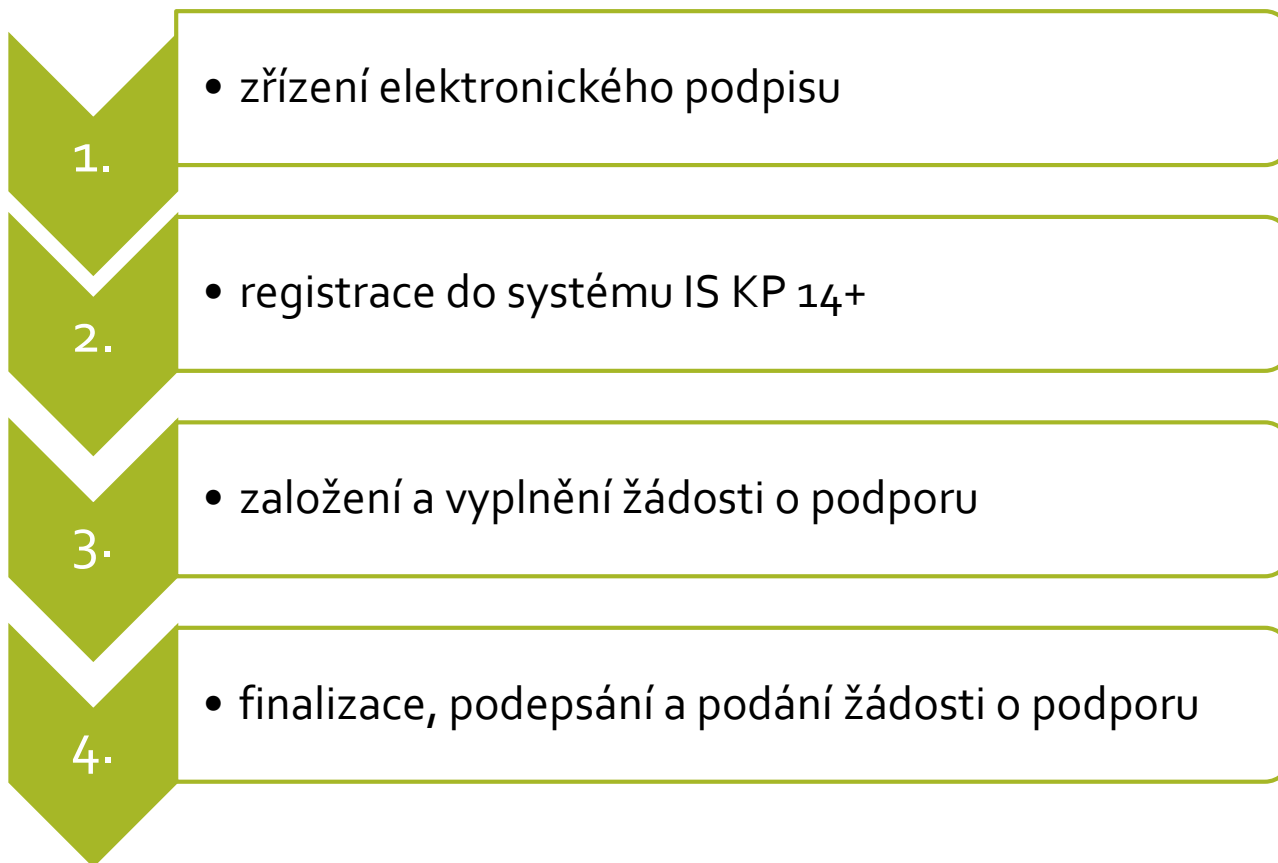 1.
• zřízení elektronického podpisu
2.
• registrace do systému IS KP 14+
3.
• založení a vyplnění žádosti o podporu
4.
• finalizace, podepsání a podání žádosti o podporu